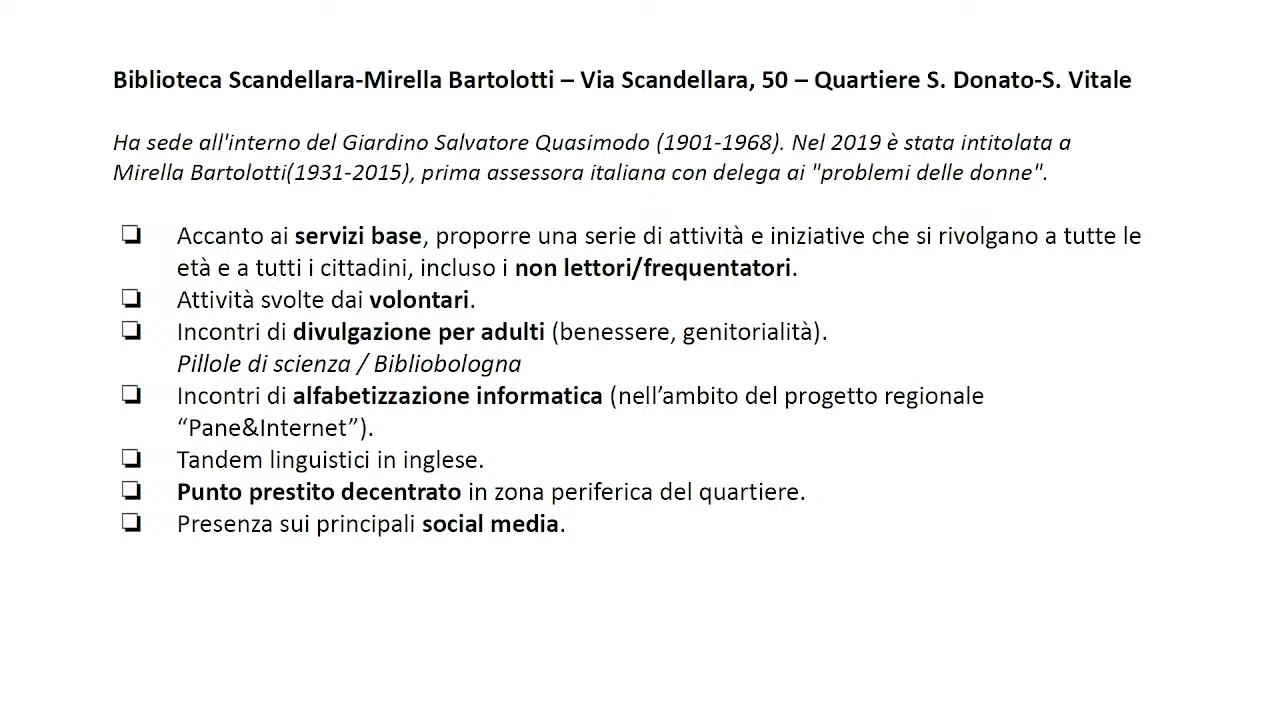 Biblioteca Scandellara-Mirella Bartolotti – Via Scandellara, 50 – Quartiere S. Donato-S. Vitale
Ha sede all'interno del Giardino Salvatore Quasimodo (1901-1968). Nel 2019 è stata intitolata a
Mirella Bartolotti(1931-2015), prima assessora italiana con delega ai "problemi delle donne".
❏ Accanto ai servizi base, proporre una serie di attività e iniziative che si rivolgano a tutte le
età e a tutti i cittadini, incluso i non lettori/frequentatori.
❏ Attività svolte dai volontari.
❏ Incontri di divulgazione per adulti (benessere, genitorialità).
Pillole di scienza / Bibliobologna
❏ Incontri di alfabetizzazione informatica (nell’ambito del progetto regionale
“Pane&Internet”).
❏ Tandem linguistici in inglese.
❏ Punto prestito decentrato in zona periferica del quartiere.
❏ Presenza sui principali social media.